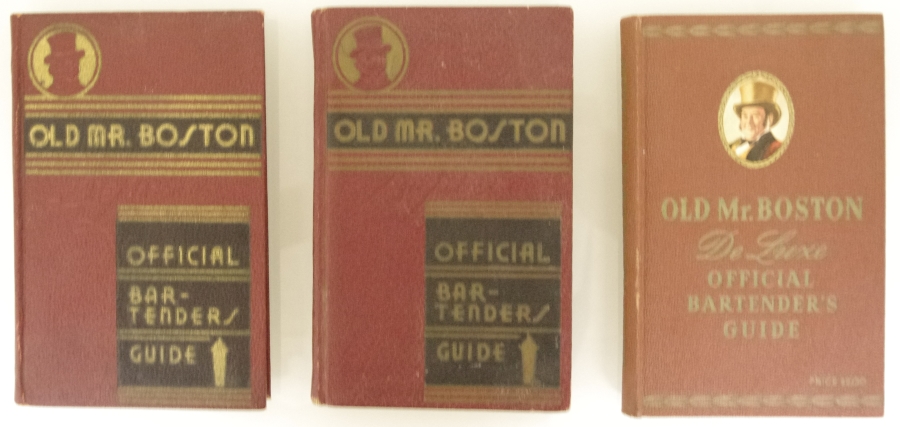 OLD MR. BOSTON
OFFICIAL
BAR-
TENDERS
GUIDE
OLD MR. BOSTON
OFFICIAL
BAR-
TENDERS
GUIDE
OLD Mr. BOSTON
De Luxe
OFFICIAL
BARTENDER'S
GUIDE
PRICE